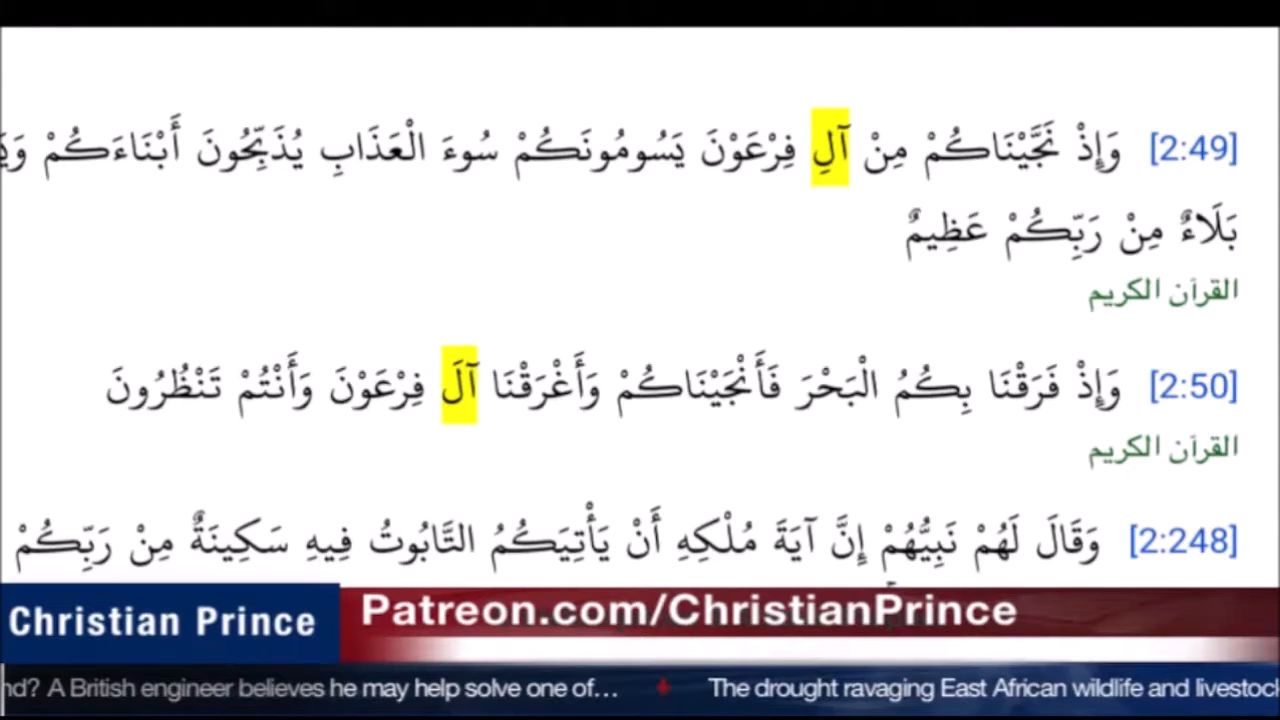 [2:49] وَإِذْ نَجَّيْنَاكُمْ مِنْ آلِ فِرْعَوْنَ يَسُومُونَكُمْ سُوءَ الْعَذَابِ يُذَبِّحُونَ أَبْنَاءَكُمْ
بَلَاءٌ مِنْ رَبِّكُمْ عَظِيمٌ
القرآن الكريم
[2:50] وَإِذْ فَرَقْنَا بِكُمُ الْبَحْرَ فَأَنْجَيْنَاكُمْ وَأَغْرَقْنَا آلَ فِرْعَوْنَ وَأَنْتُمْ تَنْظُرُونَ
القرآن الكريم
[2:248] وَقَالَ لَهُمْ نَبِيُّهُمْ إِنَّ آيَةَ مُلْكِهِ أَنْ يَأْتِيَكُمُ التَّابُوتُ فِيهِ سَكِينَةٌ مِنْ رَبِّكُمْ
Christian Prince Patreon.com/ChristianPrince
nd? A British engineer believes he may help solve one of... The drought ravaging East African wildlife and livestock